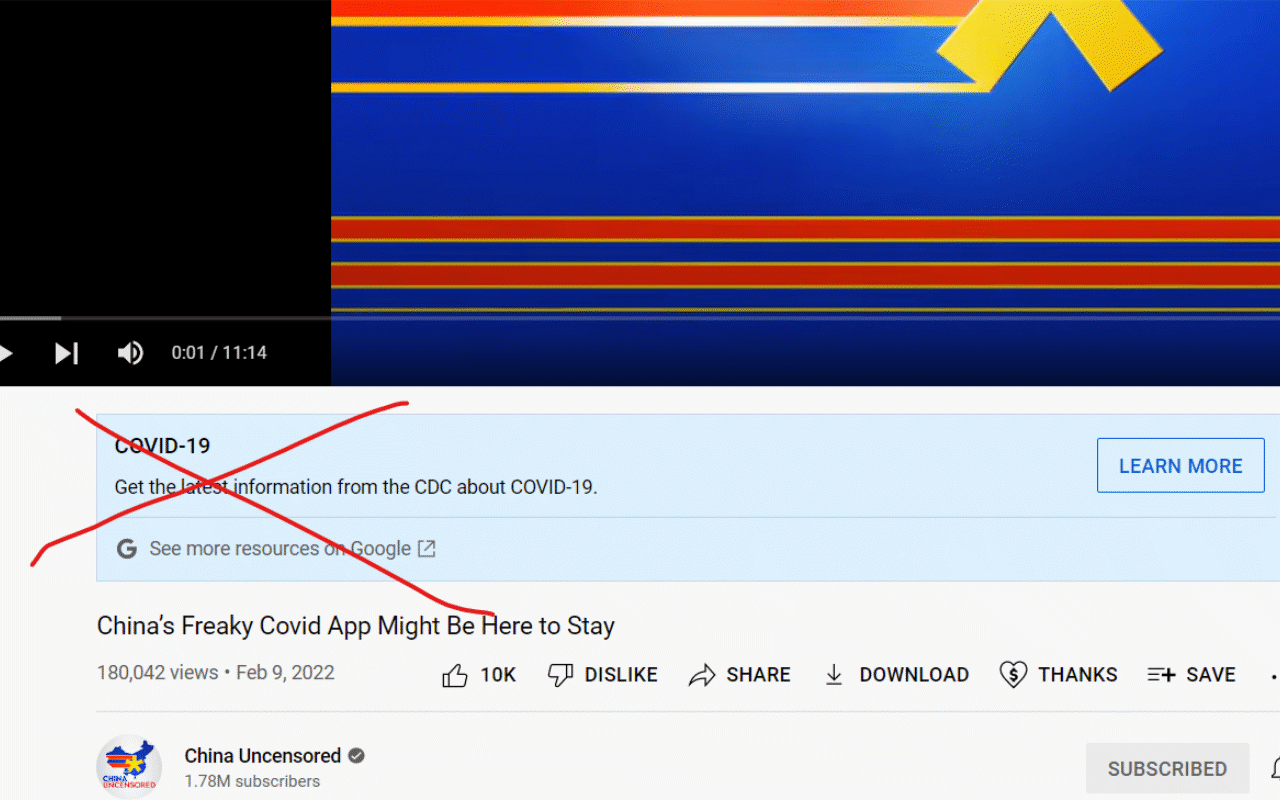 0:01 / 11:14
COVID-19
LEARN MORE
Get the latest information from the CDC about COVID-19.
See more resources on Google
China's Freaky Covid App Might Be Here to Stay
180,042 views • Feb 9, 2022 10K DISLIKE SHARE DOWNLOAD THANKS SAVE
CHINA
UNCENSORED
China Uncensored
1.78M subscribers
SUBSCRIBED